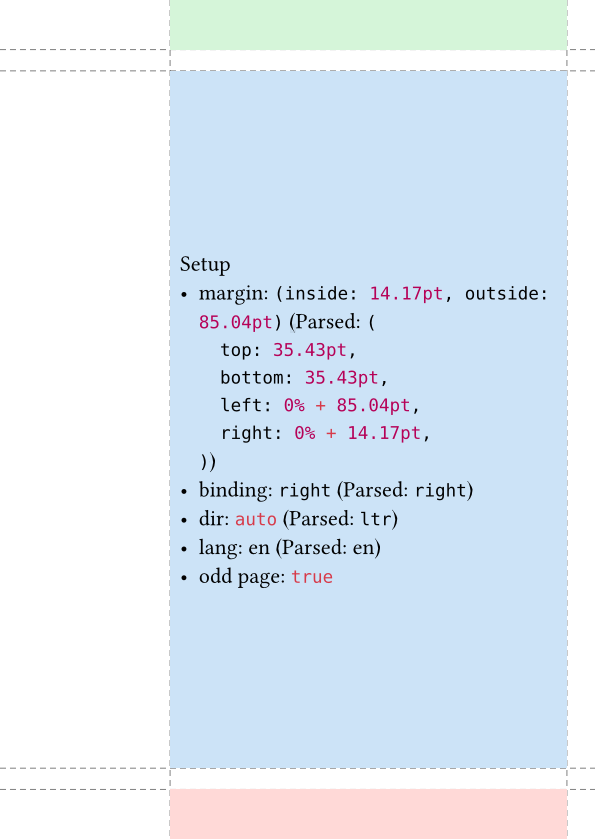 Setup
• margin: (inside: 14.17pt, outside:
85.04pt) (Parsed: (
top: 35.43pt,
bottom: 35.43pt,
left: 0% + 85.04pt,
right: 0% + 14.17pt,
))
• binding: right (Parsed: right)
• dir: auto (Parsed: ltr)
• lang: en (Parsed: en)
• odd page: true